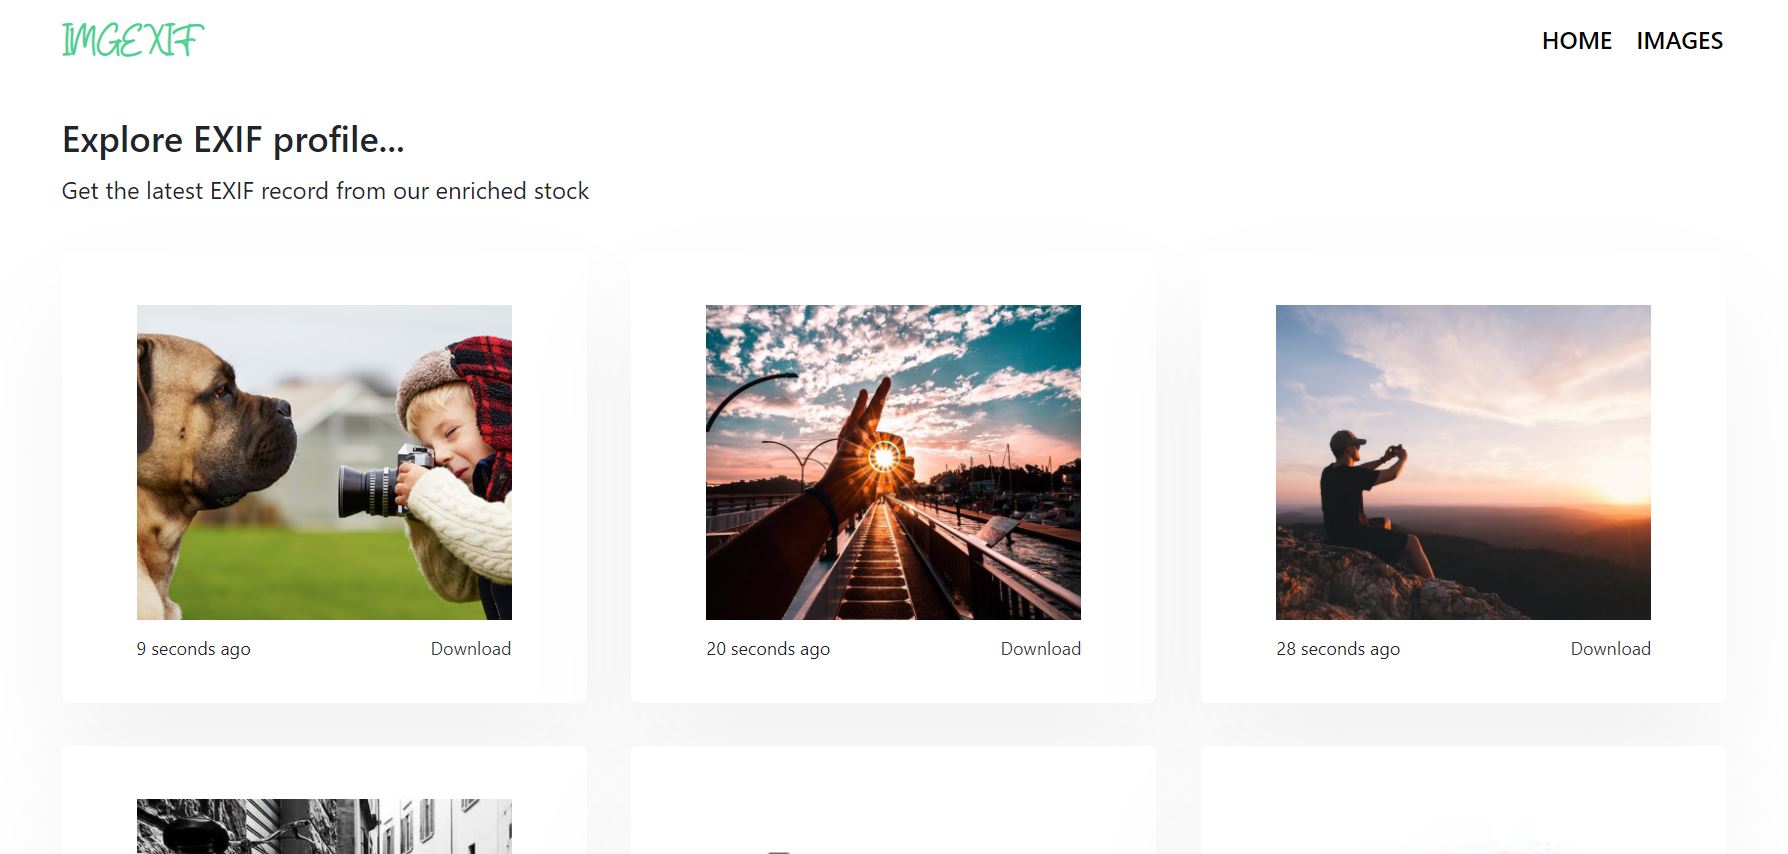 IMGEXIF
HOME IMAGES
Explore EXIF profile...
Get the latest EXIF record from our enriched stock
9 seconds ago Download
20 seconds ago Download
28 seconds ago Download